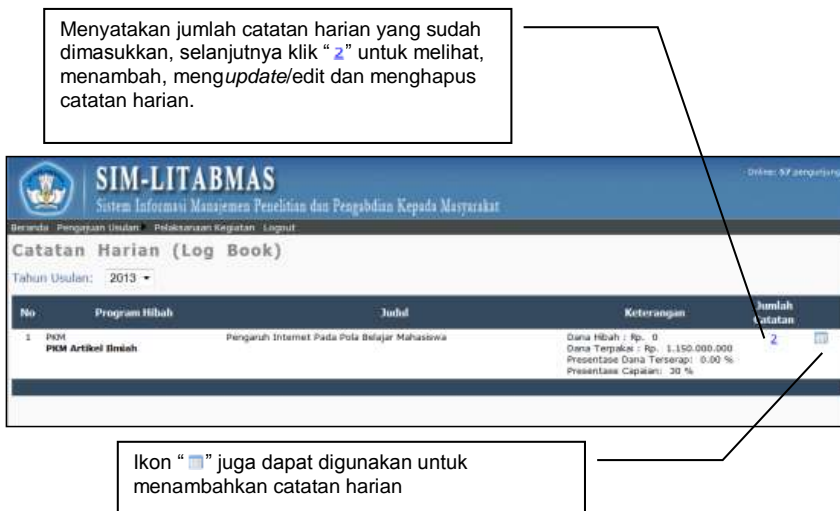 Menyatakan jumlah catatan harian yang sudah
dimasukkan, selanjutnya klik “ 2” untuk melihat,
menambah, mengupdate/edit dan menghapus
catatan harian.
SIM-LITABMAS
Online: 57 pengunjung
Sistem Informasi Manajemen Penelitian dan Pengabdian Kepada Masyarakat
Beranda Pengajuan Usulan Pelaksanaan Kegiatan Logout
Catatan Harian (Log Book)
Tahun Usulan: 2013
No Program Hibah Judul Keterangan Jumlah Catatan
1 PKM Pengaruh Internet Pada Pola Belajar Mahasiswa Dana Hibah : Rp. 0 2
PKM Artikel Ilmiah Dana Terpakai : Rp. 1.150.000.000
Presentase Dana Terserap: 0.00 %
Presentase Capaian: 30 %
Ikon “ ” juga dapat digunakan untuk
menambahkan catatan harian